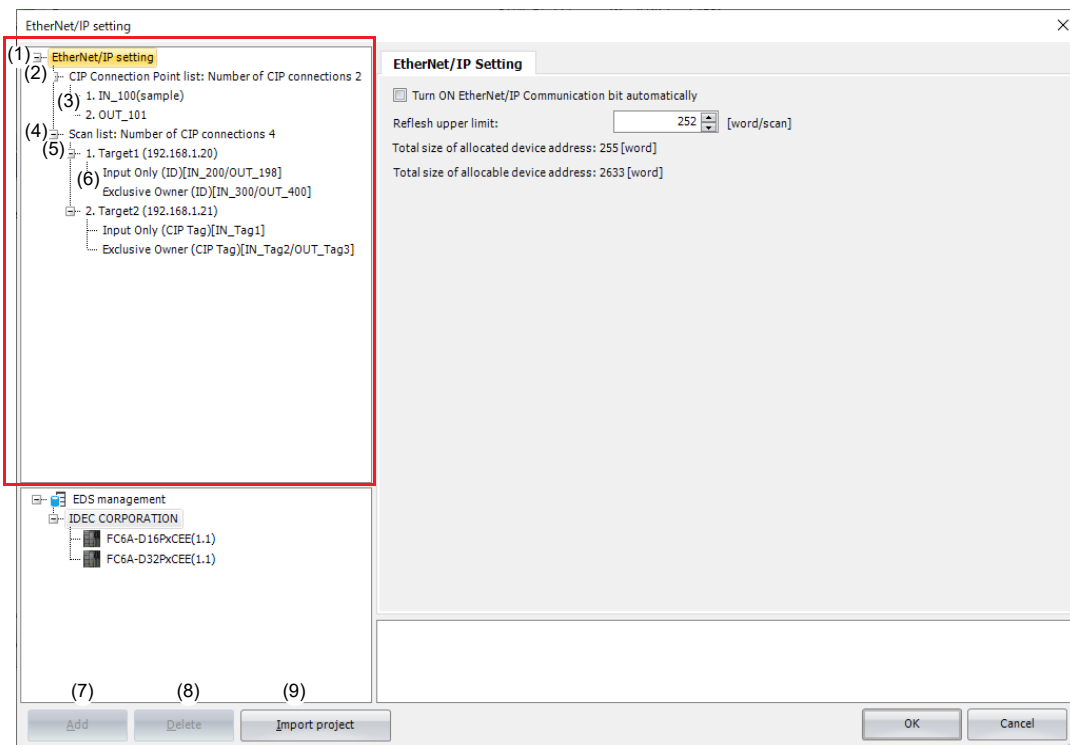 EtherNet/IP setting
(1) EtherNet/IP setting
(2) CIP Connection Point list: Number of CIP connections 2
(3) 1. IN_100(sample)
2. OUT_101
(4) Scan list: Number of CIP connections 4
(5) 1. Target1 (192.168.1.20)
(6) Input Only (ID)[IN_200/OUT_198]
Exclusive Owner (ID)[IN_300/OUT_400]
2. Target2 (192.168.1.21)
Input Only (CIP Tag)[IN_Tag1]
Exclusive Owner (CIP Tag)[IN_Tag2/OUT_Tag3]
EtherNet/IP Setting
Turn ON EtherNet/IP Communication bit automatically
Reflesh upper limit: 252 [word/scan]
Total size of allocated device address: 255 [word]
Total size of allocable device address: 2633 [word]
EDS management
IDEC CORPORATION
FC6A-D16PxCEE(1.1)
FC6A-D32PxCEE(1.1)
(7) (8) (9)
Add Delete Import project OK Cancel